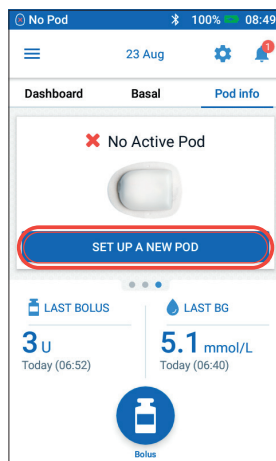 No Pod 100% 08:49
23 Aug 1
Dashboard Basal Pod info
No Active Pod
SET UP A NEW POD
LAST BOLUS LAST BG
3 U 5.1 mmol/L
Today (06:52) Today (06:40)
Bolus